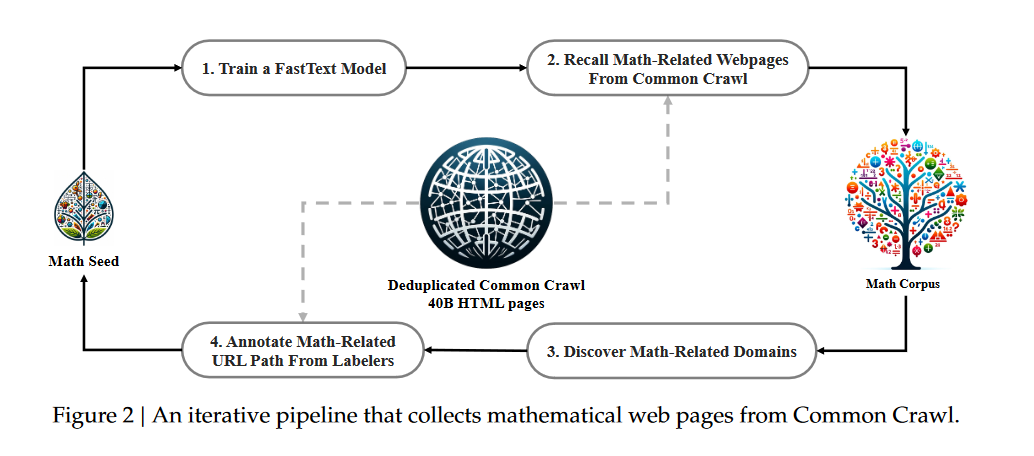 1. Train a FastText Model
2. Recall Math-Related Webpages
From Common Crawl
Math Seed
Deduplicated Common Crawl
40B HTML pages
Math Corpus
4. Annotate Math-Related
URL Path From Labelers
3. Discover Math-Related Domains
Figure 2 | An iterative pipeline that collects mathematical web pages from Common Crawl.